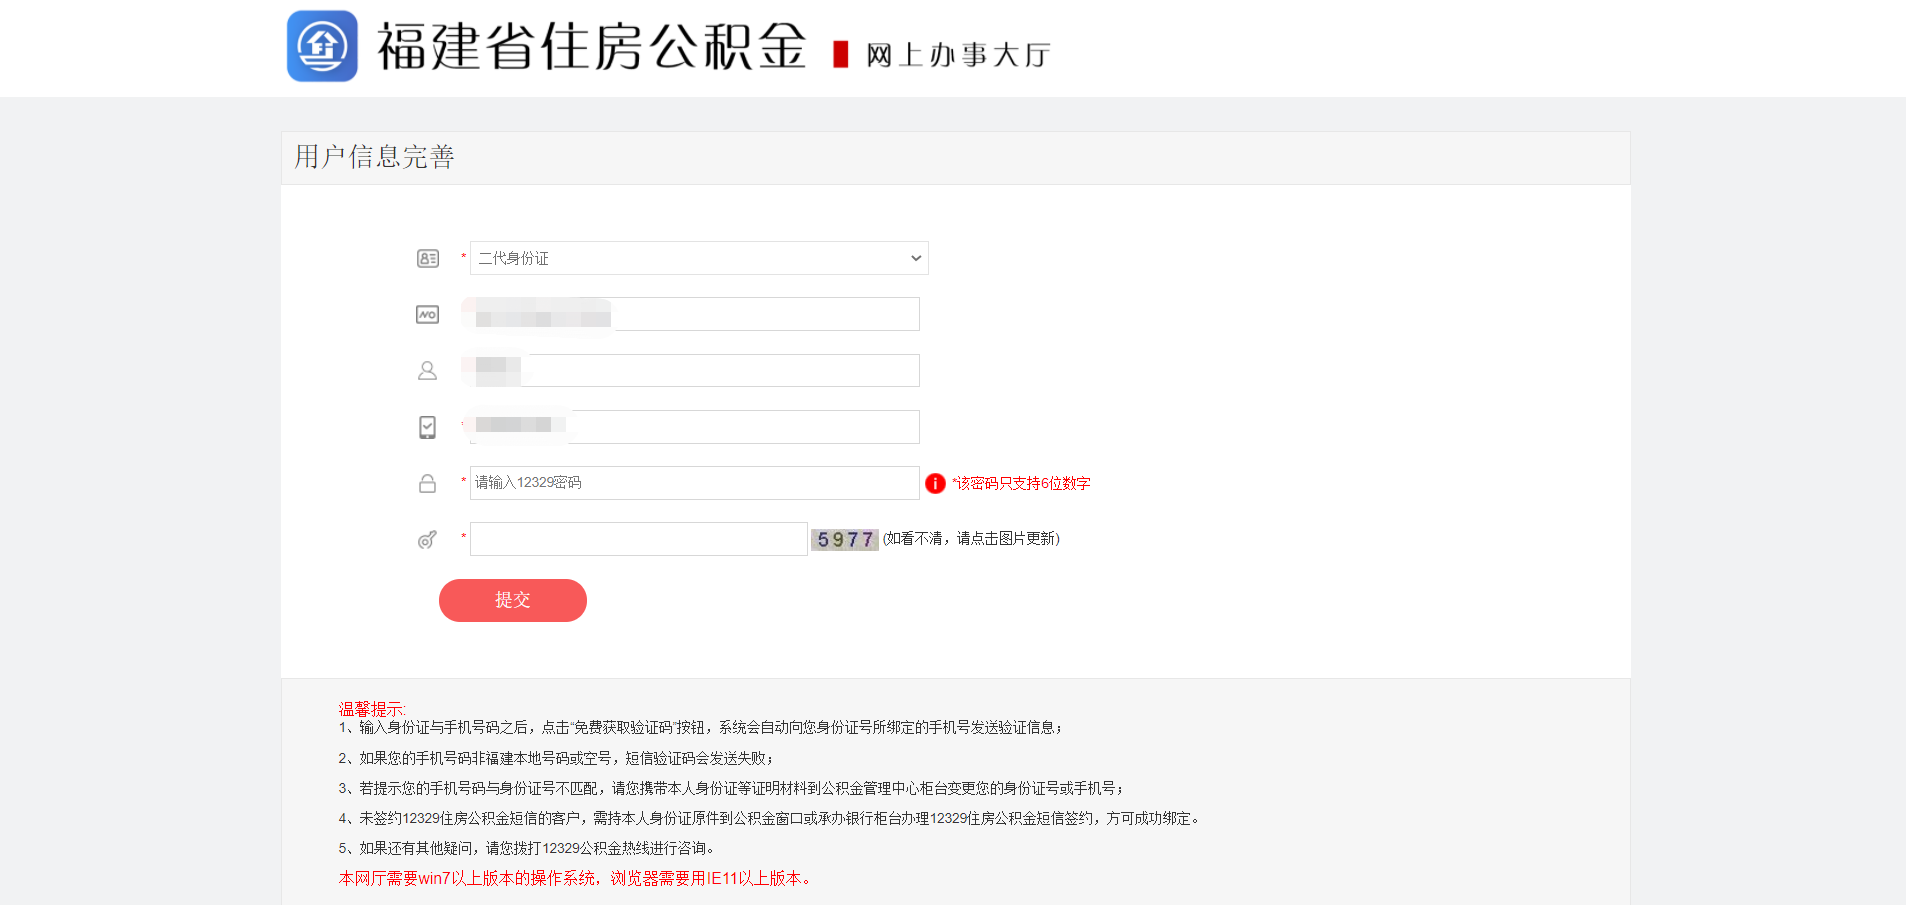 福建省住房公积金 网上办事大厅
用户信息完善
* 二代身份证
NO
*
* 请输入12329密码 i *该密码只支持6位数字
* 5977 (如看不清，请点击图片更新)
提交
温馨提示:
1、输入身份证与手机号码之后，点击“免费获取验证码”按钮，系统会自动向您身份证号所绑定的手机号发送验证信息；
2、如果您的手机号码非福建本地号码或空号，短信验证码会发送失败；
3、若提示您的手机号码与身份证号不匹配，请您携带本人身份证等证明材料到公积金管理中心柜台变更您的身份证号或手机号；
4、未签约12329住房公积金短信的客户，需持本人身份证原件到公积金窗口或承办银行柜台办理12329住房公积金短信签约，方可成功绑定。
5、如果还有其他疑问，请您拨打12329公积金热线进行咨询。
本网厅需要win7以上版本的操作系统，浏览器需要用IE11以上版本。